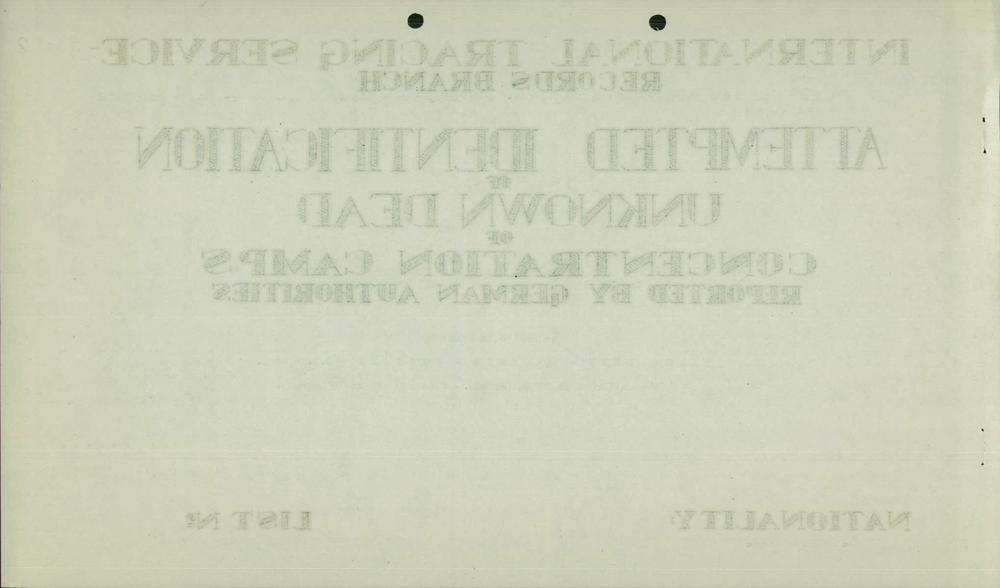 INTERNATIONAL TRACING SERVICE
RECORDS BRANCH
ATTEMPTED IDENTIFICATION
OF
UNKNOWN DEAD
OF
CONCENTRATION CAMPS
REPORTED BY GERMAN AUTHORITIES
NATIONALITY: LIST Nº